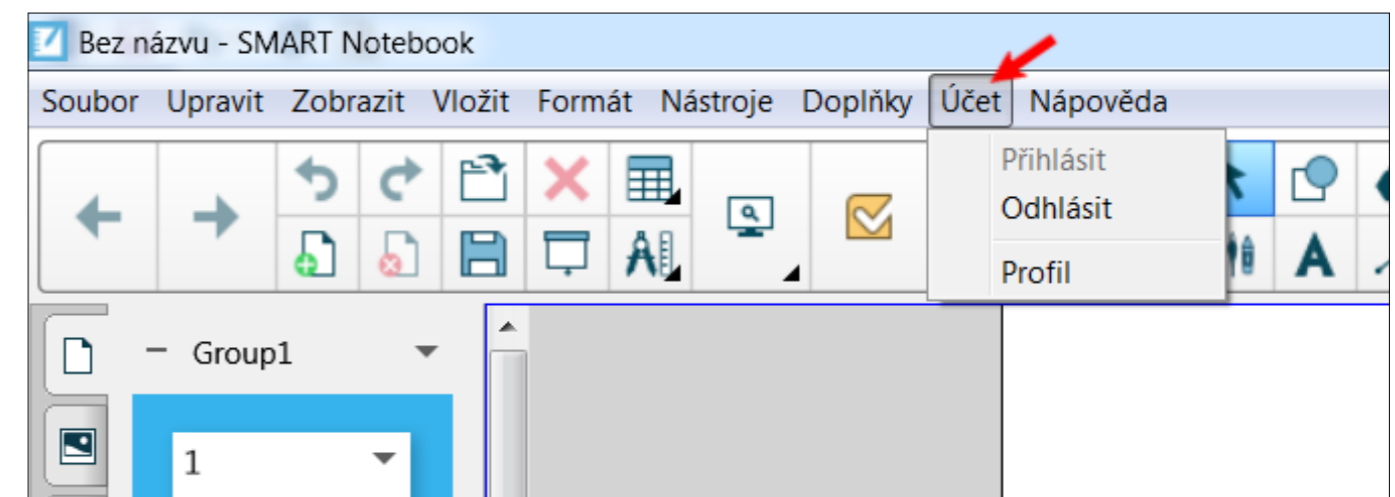 Bez názvu - SMART Notebook
Soubor Upravit Zobrazit Vložit Formát Nástroje Doplňky Účet Nápověda
Přihlásit
Odhlásit
Profil
A
Group1
1